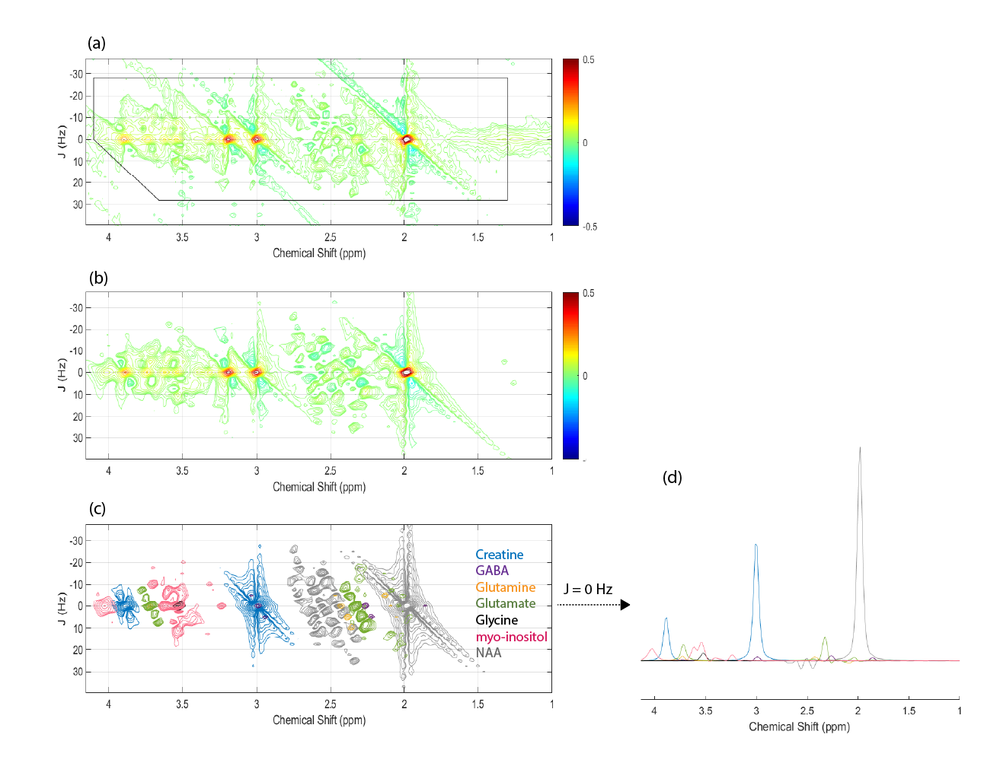 (a)
-30
-20
-10
0
10
20
30
J (Hz)
4
3.5
3
2.5
2
1.5
1
Chemical Shift (ppm)
0.5
0
-0.5
(b)
-30
-20
-10
0
10
20
30
J (Hz)
4
3.5
3
2.5
2
1.5
1
Chemical Shift (ppm)
0.5
0
(c)
-30
-20
-10
0
10
20
30
J (Hz)
4
3.5
3
2.5
2
1.5
1
Chemical Shift (ppm)
Creatine
GABA
Glutamine
Glutamate
Glycine
myo-inositol
NAA
J = 0 Hz
(d)
4
3.5
3
2.5
2
1.5
1
Chemical Shift (ppm)